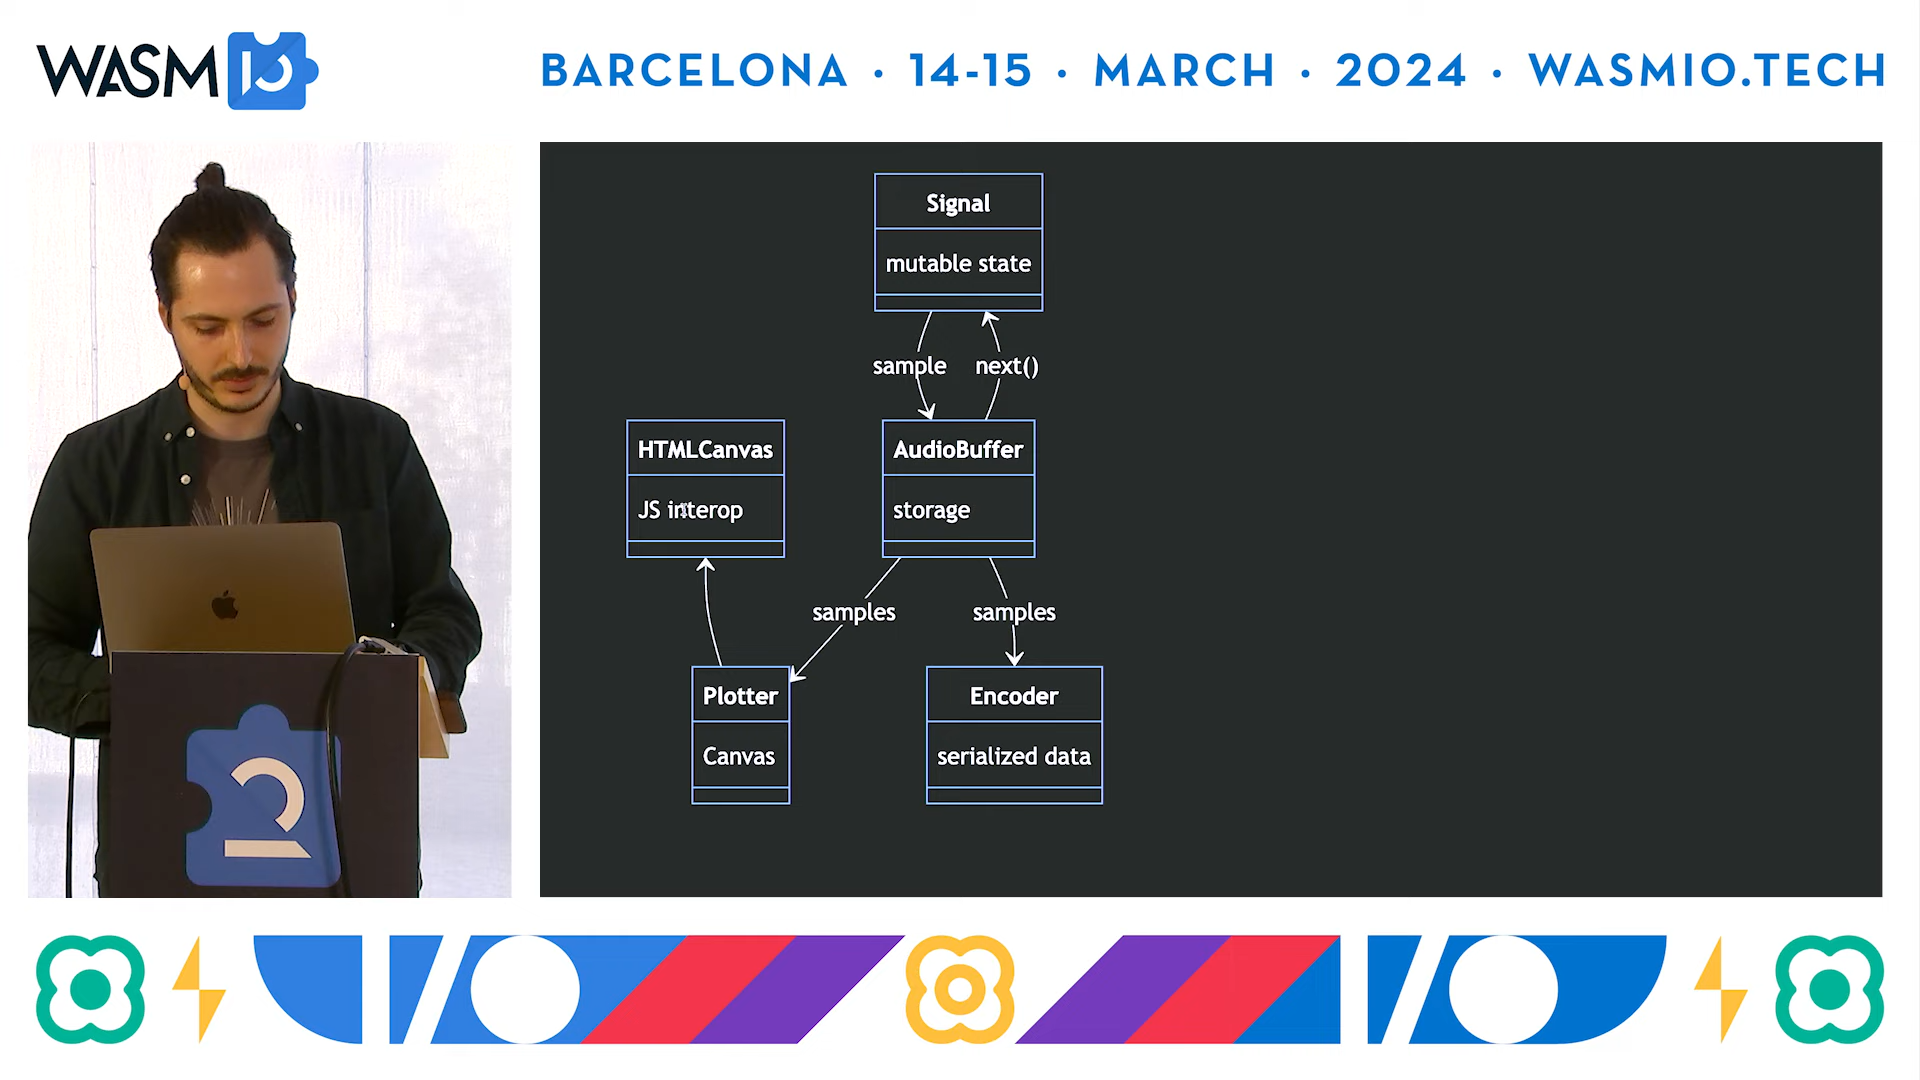 WASM IO
BARCELONA · 14-15 · MARCH · 2024 · WASMIO.TECH
Signal
mutable state
sample next()
HTMLCanvas
JS interop
AudioBuffer
storage
samples samples
Plotter
Canvas
Encoder
serialized data